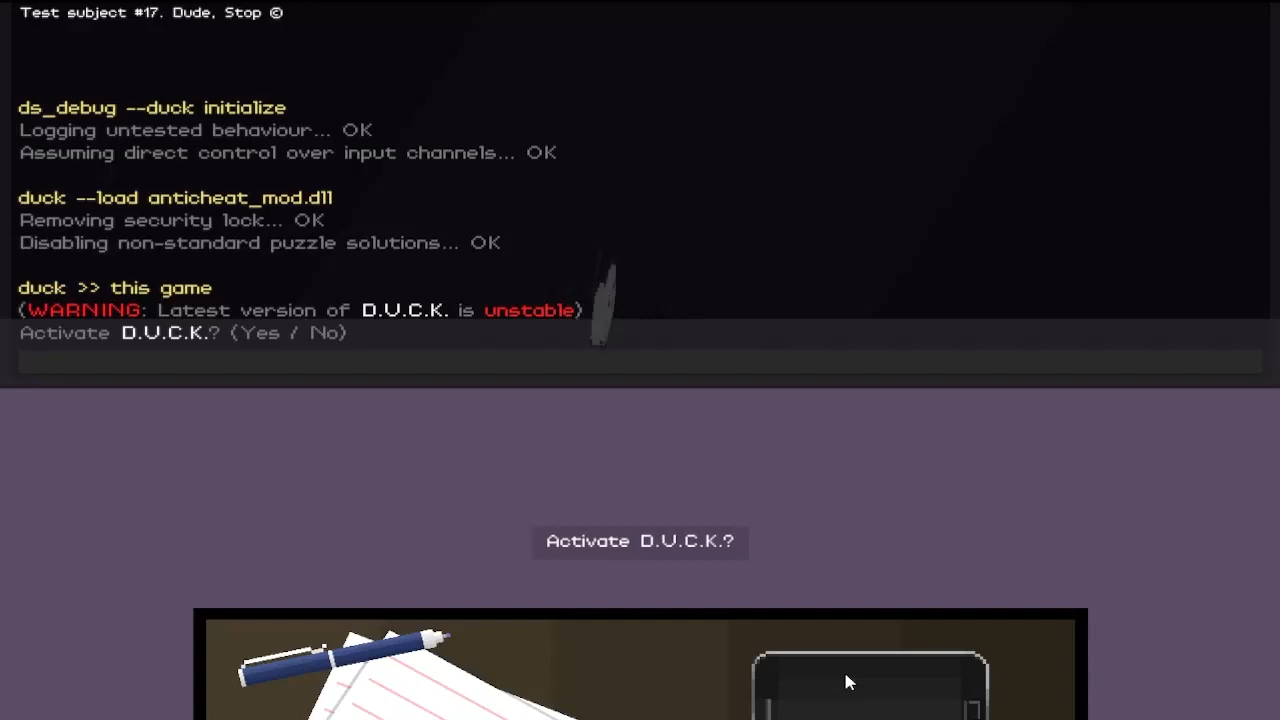 Test subject #17. Dude, Stop ©
ds_debug --duck initialize
Logging untested behaviour... OK
Assuming direct control over input channels... OK
duck --load anticheat_mod.dll
Removing security lock... OK
Disabling non-standard puzzle solutions... OK
duck >> this game
(WARNING: Latest version of D.U.C.K. is unstable)
Activate D.U.C.K.? (Yes / No)
Activate D.U.C.K.?